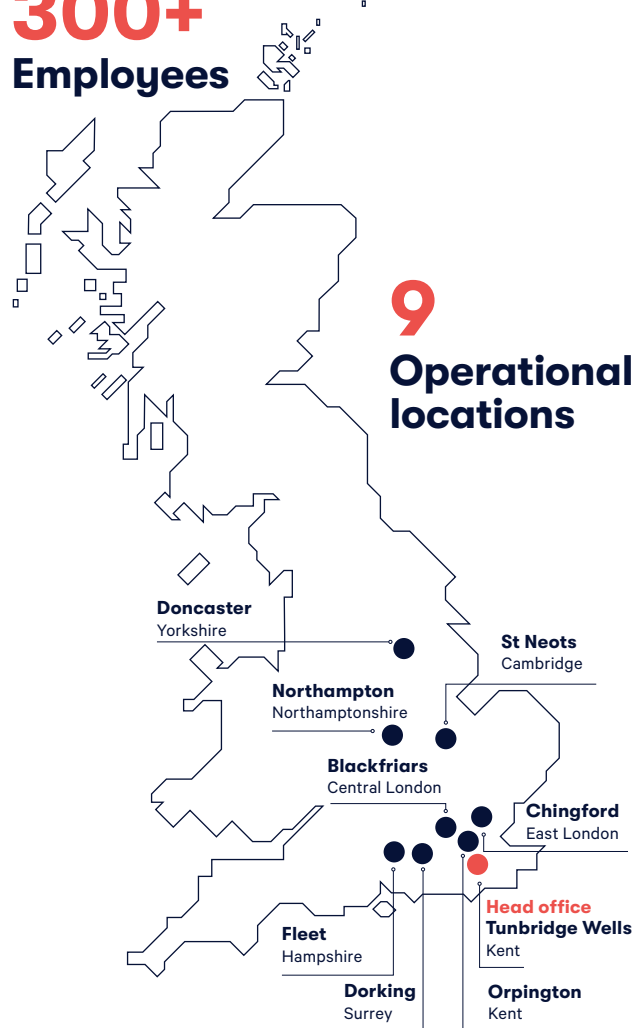 300+
Employees
9
Operational
locations
Doncaster
Yorkshire
St Neots
Cambridge
Northampton
Northamptonshire
Blackfriars
Central London
Chingford
East London
Head office
Tunbridge Wells
Kent
Fleet
Hampshire
Dorking
Surrey
Orpington
Kent